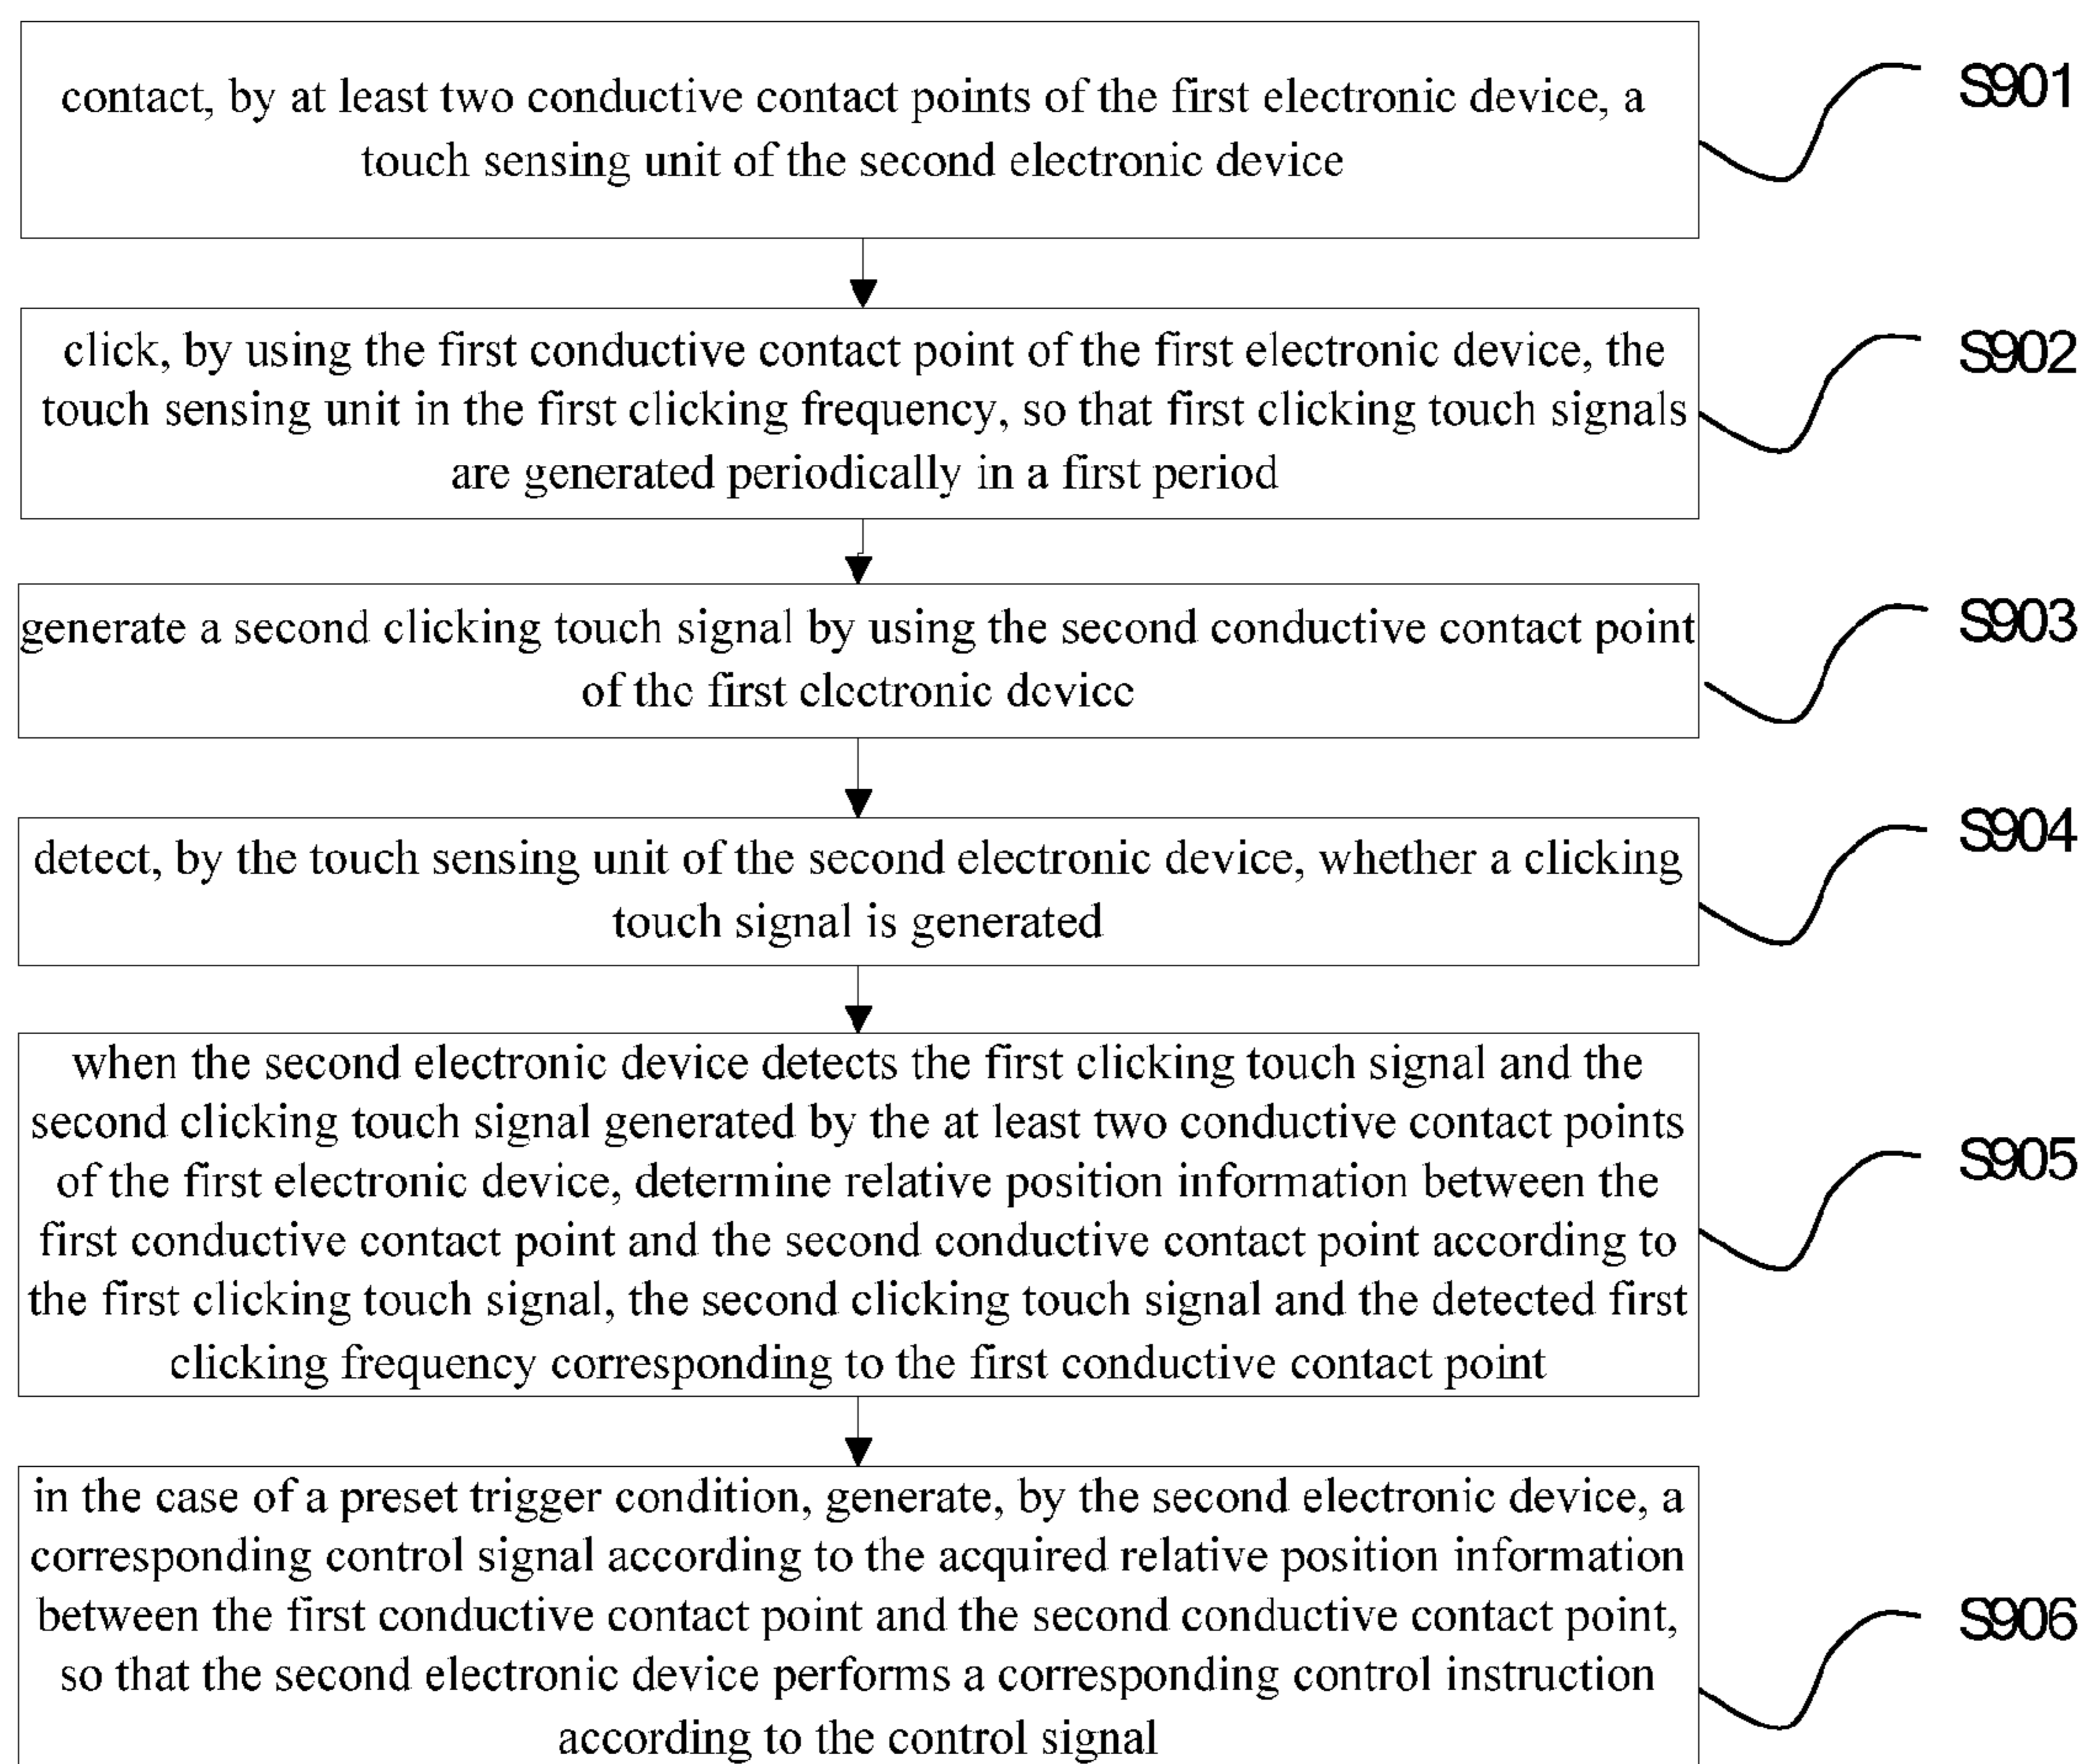 contact, by at least two conductive contact points of the first electronic device, a
touch sensing unit of the second electronic device
S901
click, by using the first conductive contact point of the first electronic device, the
touch sensing unit in the first clicking frequency, so that first clicking touch signals
are generated periodically in a first period
S902
generate a second clicking touch signal by using the second conductive contact point
of the first electronic device
S903
detect, by the touch sensing unit of the second electronic device, whether a clicking
touch signal is generated
S904
when the second electronic device detects the first clicking touch signal and the
second clicking touch signal generated by the at least two conductive contact points
of the first electronic device, determine relative position information between the
first conductive contact point and the second conductive contact point according to
the first clicking touch signal, the second clicking touch signal and the detected first
clicking frequency corresponding to the first conductive contact point
S905
in the case of a preset trigger condition, generate, by the second electronic device, a
corresponding control signal according to the acquired relative position information
between the first conductive contact point and the second conductive contact point,
so that the second electronic device performs a corresponding control instruction
according to the control signal
S906